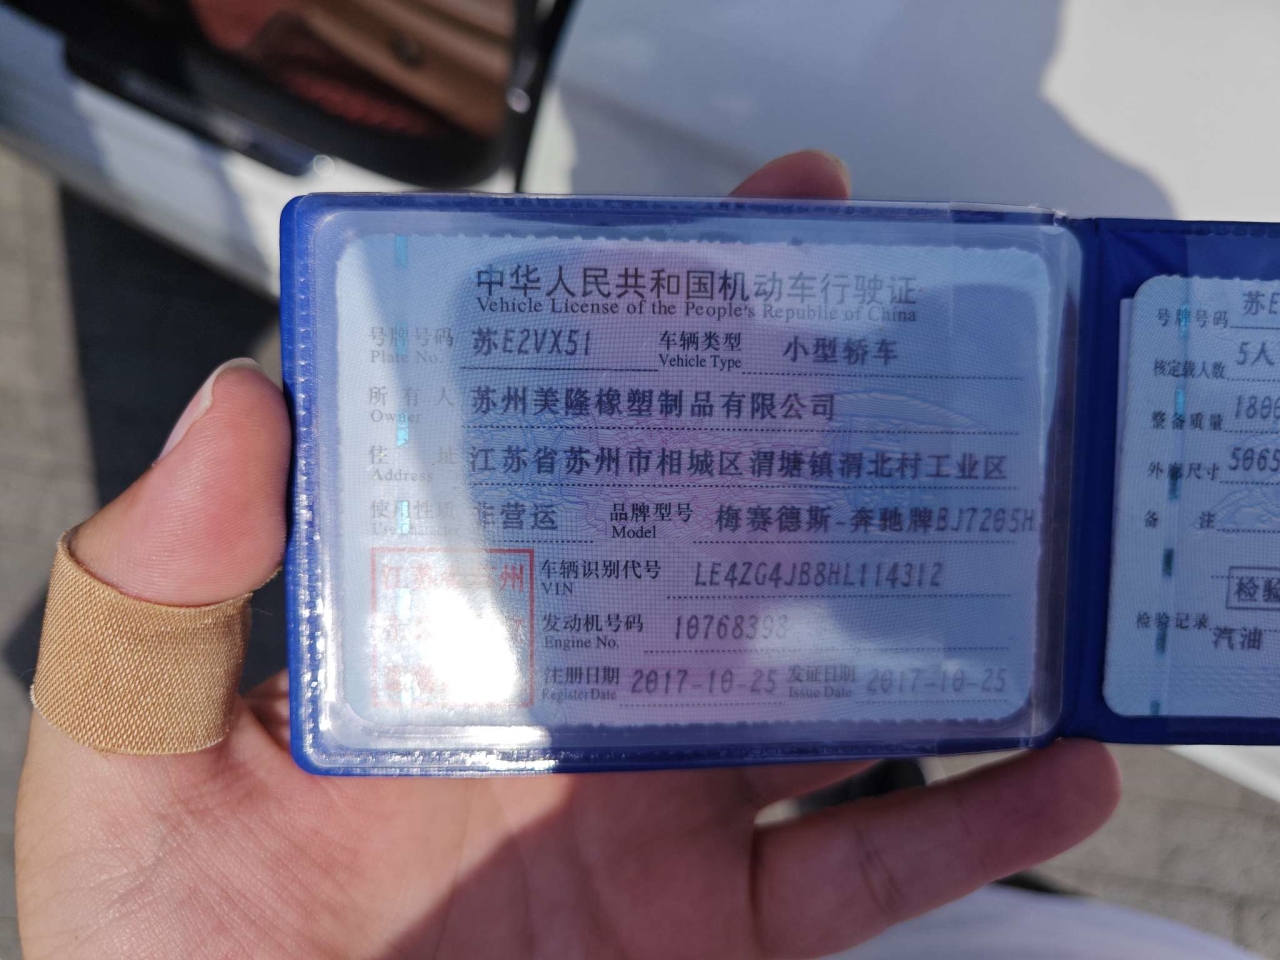 中华人民共和国机动车行驶证
Vehicle License of the People's Republic of China
号牌号码 苏E2VX51 车辆类型 小型轿车
Plate No. Vehicle Type
所有人 苏州美隆橡塑制品有限公司
Owner
住址 江苏省苏州市相城区渭塘镇渭北村工业区
Address
使用性质 非营运 品牌型号 梅赛德斯-奔驰牌BJ7205H
Model
车辆识别代号 LE4ZG4JB8HL114312
VIN
发动机号码 10768398
Engine No.
注册日期 2017-10-25 发证日期 2017-10-25
Register Date Issue Date
江苏 州
号牌号码 苏E
核定载人数 5人
整备质量 180
外廓尺寸 5065
备注
检验
检验记录
汽油